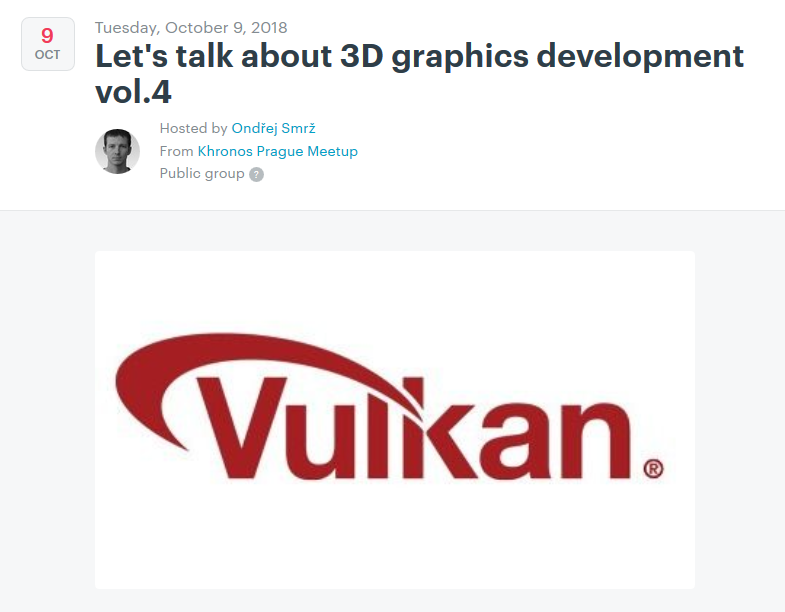 9
OCT
Tuesday, October 9, 2018
Let's talk about 3D graphics development
vol.4
Hosted by Ondřej Smrž
From Khronos Prague Meetup
Public group ?
Vulkan®